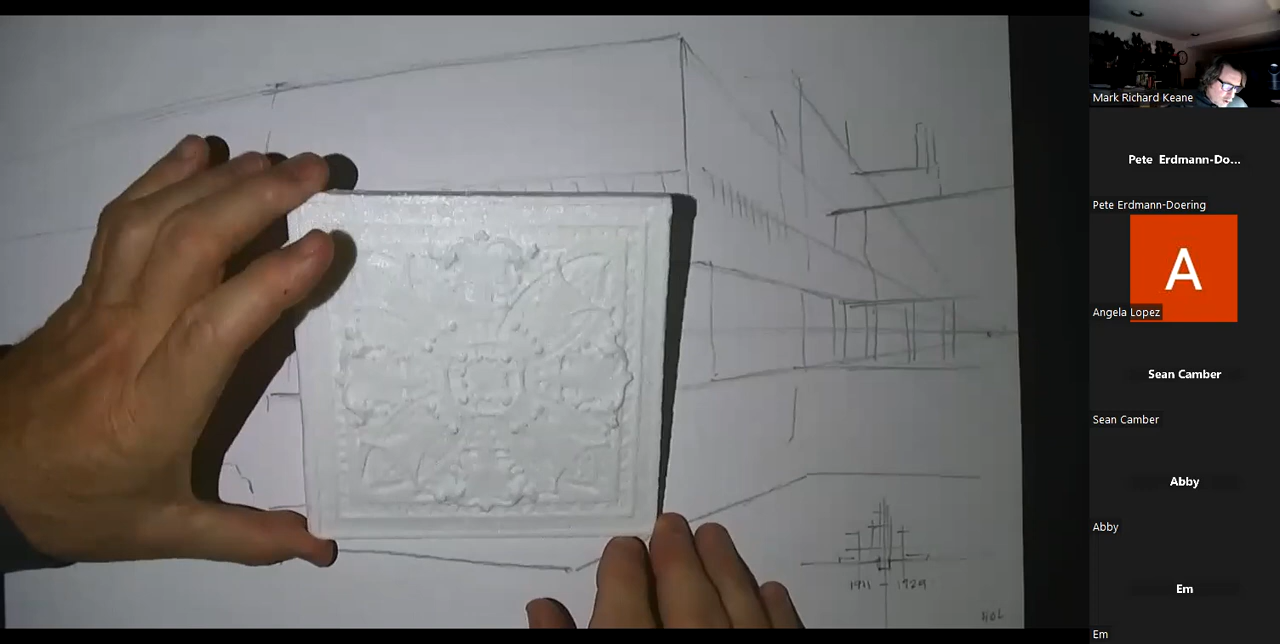 Mark Richard Keane
Pete Erdmann-Do...
Pete Erdmann-Doering
A
Angela Lopez
Sean Camber
Sean Camber
Abby
Abby
Em
Em
1911 - 1929